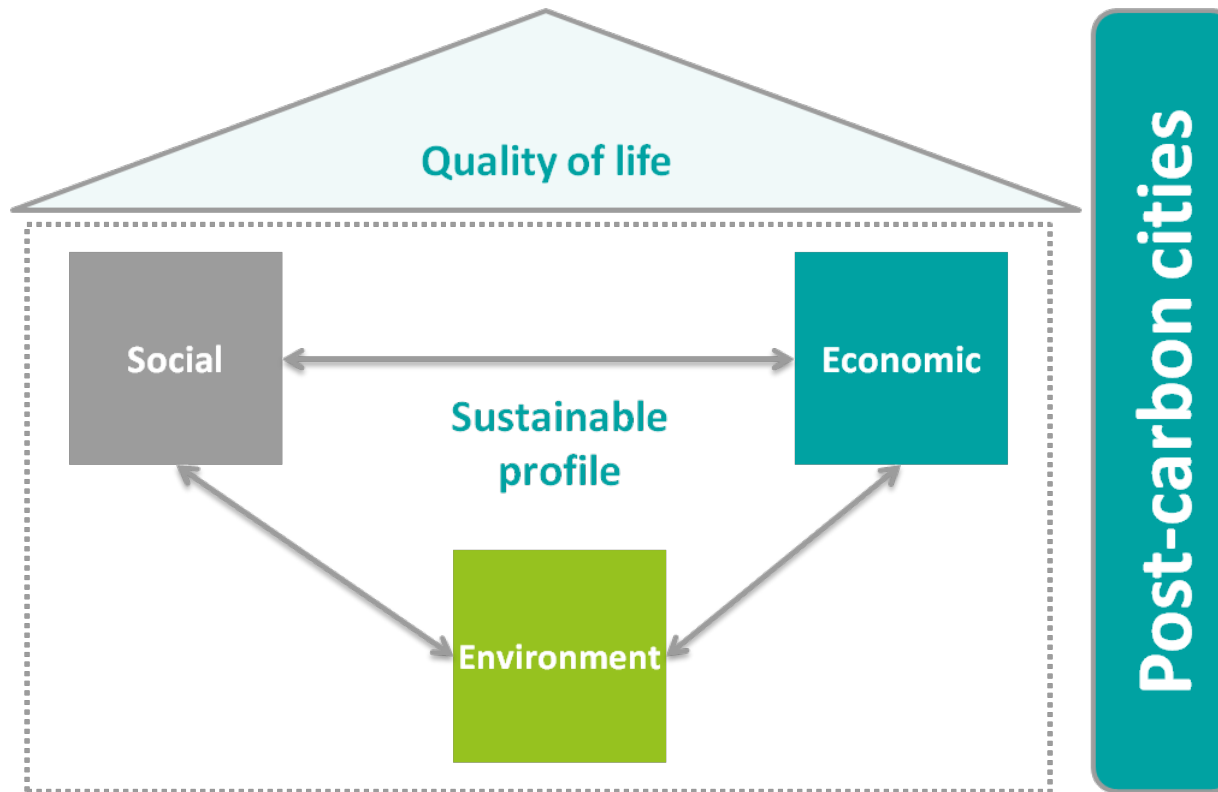 Quality of life
Social
Economic
Sustainable
profile
Environment
Post-carbon cities